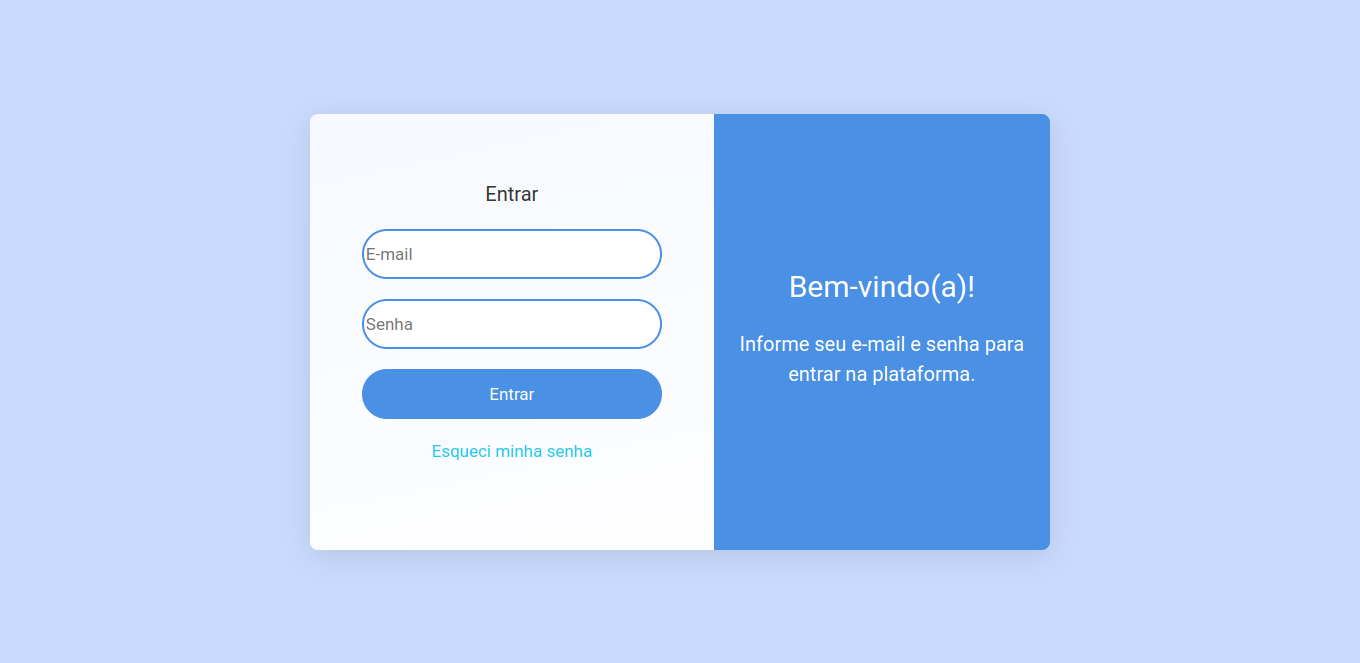 Entrar
E-mail
Senha
Entrar
Esqueci minha senha
Bem-vindo(a)!
Informe seu e-mail e senha para
entrar na plataforma.